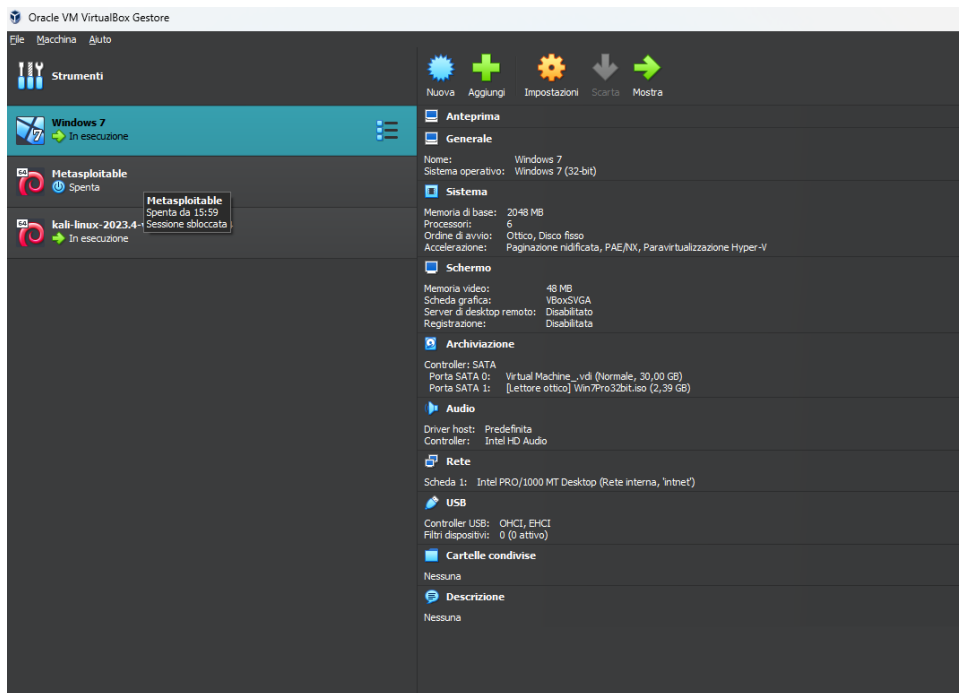 Oracle VM VirtualBox Gestore
File Macchina Aiuto
Strumenti
Nuova Aggiungi Impostazioni Scarta Mostra
Windows 7
In esecuzione
Metasploitable
Spenta
Metasploitable
Spenta da 15:59
Sessione sbloccata
kali-linux-2023.4-
In esecuzione
Anteprima
Generale
Nome: Windows 7
Sistema operativo: Windows 7 (32-bit)
Sistema
Memoria di base: 2048 MB
Processori: 6
Ordine di avvio: Ottico, Disco fisso
Accelerazione: Paginazione nidificata, PAE/NX, Paravirtualizzazione Hyper-V
Schermo
Memoria video: 48 MB
Scheda grafica: VBoxSVGA
Server di desktop remoto: Disabilitato
Registrazione: Disabilitata
Archiviazione
Controller: SATA
Porta SATA 0: Virtual Machine_.vdi (Normale, 30,00 GB)
Porta SATA 1: [Lettore ottico] Win7Pro32bit.iso (2,39 GB)
Audio
Driver host: Predefinita
Controller: Intel HD Audio
Rete
Scheda 1: Intel PRO/1000 MT Desktop (Rete interna, 'intnet')
USB
Controller USB: OHCI, EHCI
Filtri dispositivi: 0 (0 attivo)
Cartelle condivise
Nessuna
Descrizione
Nessuna